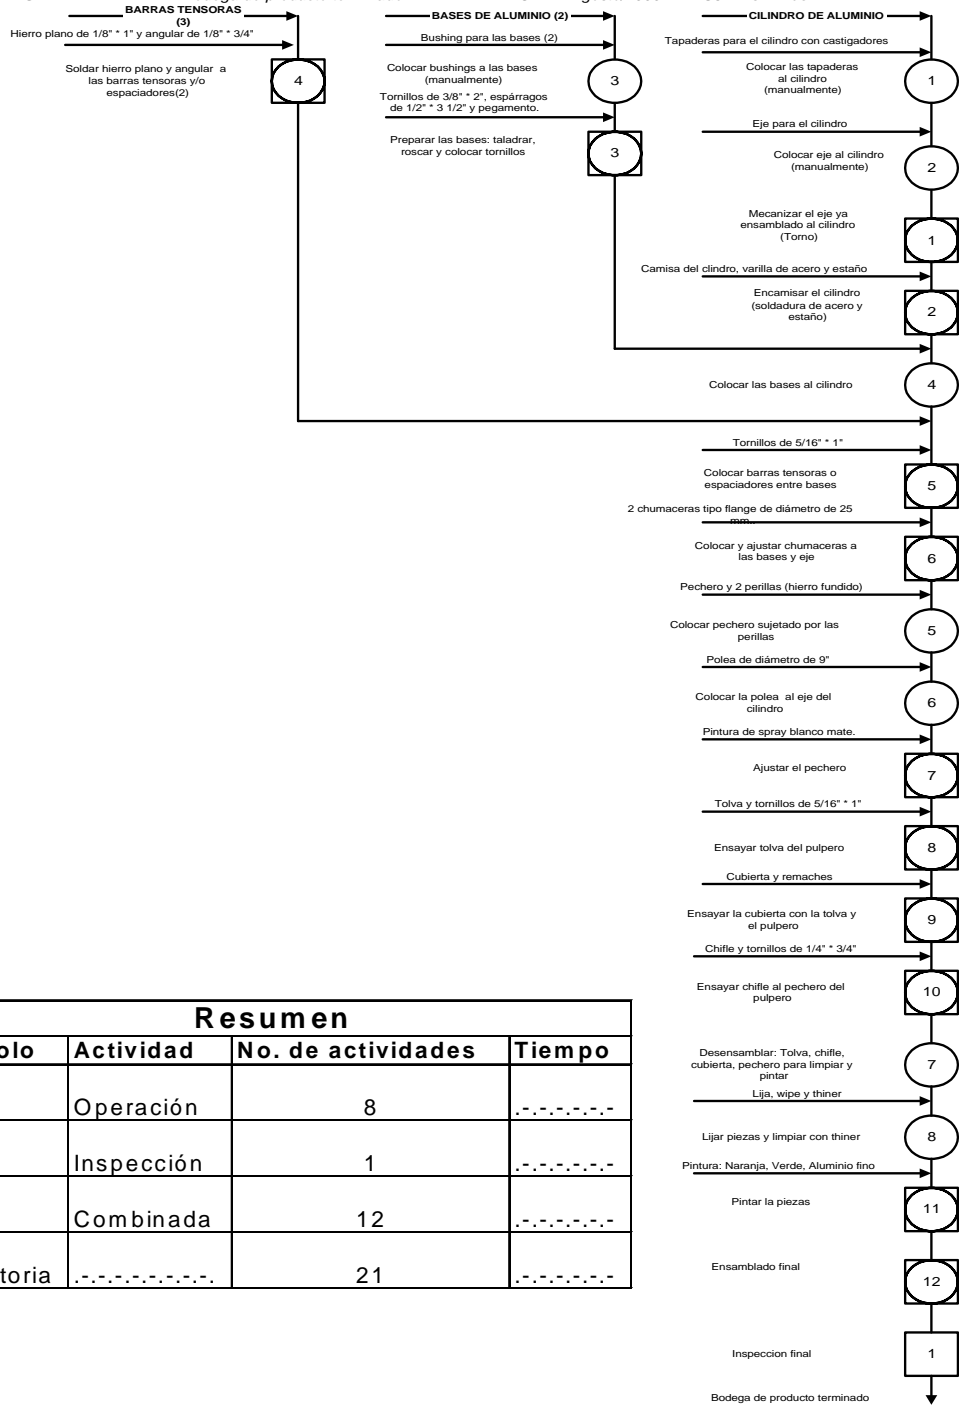 BARRAS TENSORAS
(3)
Hierro plano de 1/8" * 1" y angular de 1/8" * 3/4"
Soldar hierro plano y angular a
las barras tensoras y/o
espaciadores(2)
4
BASES DE ALUMINIO (2)
Bushing para las bases (2)
Colocar bushings a las bases
(manualmente)
3
Tornillos de 3/8" * 2", espárragos
de 1/2" * 3 1/2" y pegamento.
Preparar las bases: taladrar,
roscar y colocar tornillos
3
CILINDRO DE ALUMINIO
Tapaderas para el cilindro con castigadores
Colocar las tapaderas
al cilindro
(manualmente)
1
Eje para el cilindro
Colocar eje al cilindro
(manualmente)
2
Mecanizar el eje ya
ensamblado al cilindro
(Torno)
1
Camisa del clindro, varilla de acero y estaño
Encamisar el cilindro
(soldadura de acero y
estaño)
2
Colocar las bases al cilindro
4
Tornillos de 5/16" * 1"
Colocar barras tensoras o
espaciadores entre bases
5
2 chumaceras tipo flange de diámetro de 25
mm..
Colocar y ajustar chumaceras a
las bases y eje
6
Pechero y 2 perillas (hierro fundido)
Colocar pechero sujetado por las
perillas
5
Polea de diámetro de 9"
Colocar la polea al eje del
cilindro
6
Pintura de spray blanco mate.
Ajustar el pechero
7
Tolva y tornillos de 5/16" * 1"
Ensayar tolva del pulpero
8
Cubierta y remaches
Ensayar la cubierta con la tolva y
el pulpero
9
Chifle y tornillos de 1/4" * 3/4"
Ensayar chifle al pechero del
pulpero
10
Desensamblar: Tolva, chifle,
cubierta, pechero para limpiar y
pintar
7
Lija, wipe y thiner
Lijar piezas y limpiar con thiner
8
Pintura: Naranja, Verde, Aluminio fino
Pintar la piezas
11
Ensamblado final
12
Inspeccion final
1
Bodega de producto terminado
Resumen
olo Actividad No. de actividades Tiempo
Operación 8 .-.-.-.-.-.-
Inspección 1 .-.-.-.-.-.-
Combinada 12 .-.-.-.-.-.-
toria .-.-.-.-.-.-.-.-. 21 .-.-.-.-.-.-